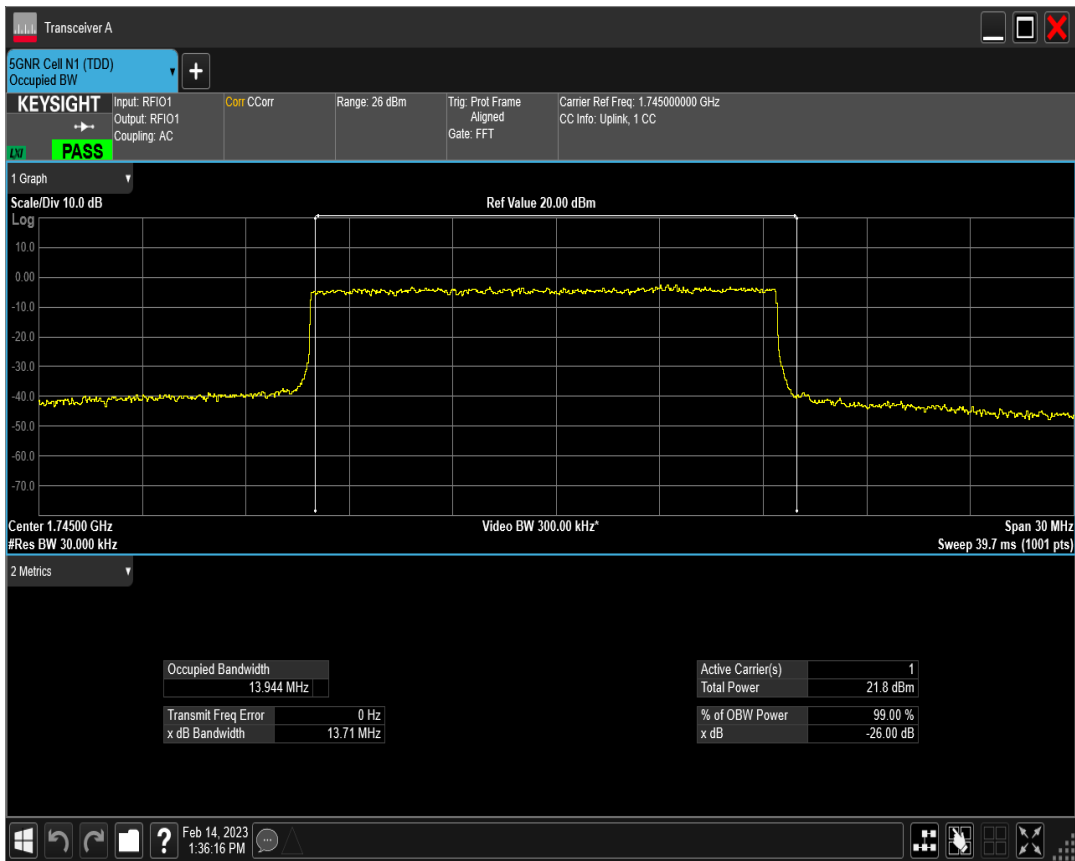 Transceiver A
5GNR Cell N1 (TDD)
Occupied BW
+
KEYSIGHT
LXI
PASS
Input: RFIO1
Output: RFIO1
Coupling: AC
Corr CCorr
Range: 26 dBm
Trig: Prot Frame
Aligned
Gate: FFT
Carrier Ref Freq: 1.745000000 GHz
CC Info: Uplink, 1 CC
1 Graph
Scale/Div 10.0 dB
Ref Value 20.00 dBm
Log
10.0
0.00
-10.0
-20.0
-30.0
-40.0
-50.0
-60.0
-70.0
Center 1.74500 GHz
Video BW 300.00 kHz*
Span 30 MHz
#Res BW 30.000 kHz
Sweep 39.7 ms (1001 pts)
2 Metrics
Occupied Bandwidth
13.944 MHz
Transmit Freq Error 0 Hz
x dB Bandwidth 13.71 MHz
Active Carrier(s) 1
Total Power 21.8 dBm
% of OBW Power 99.00 %
x dB -26.00 dB
?
Feb 14, 2023
1:36:16 PM